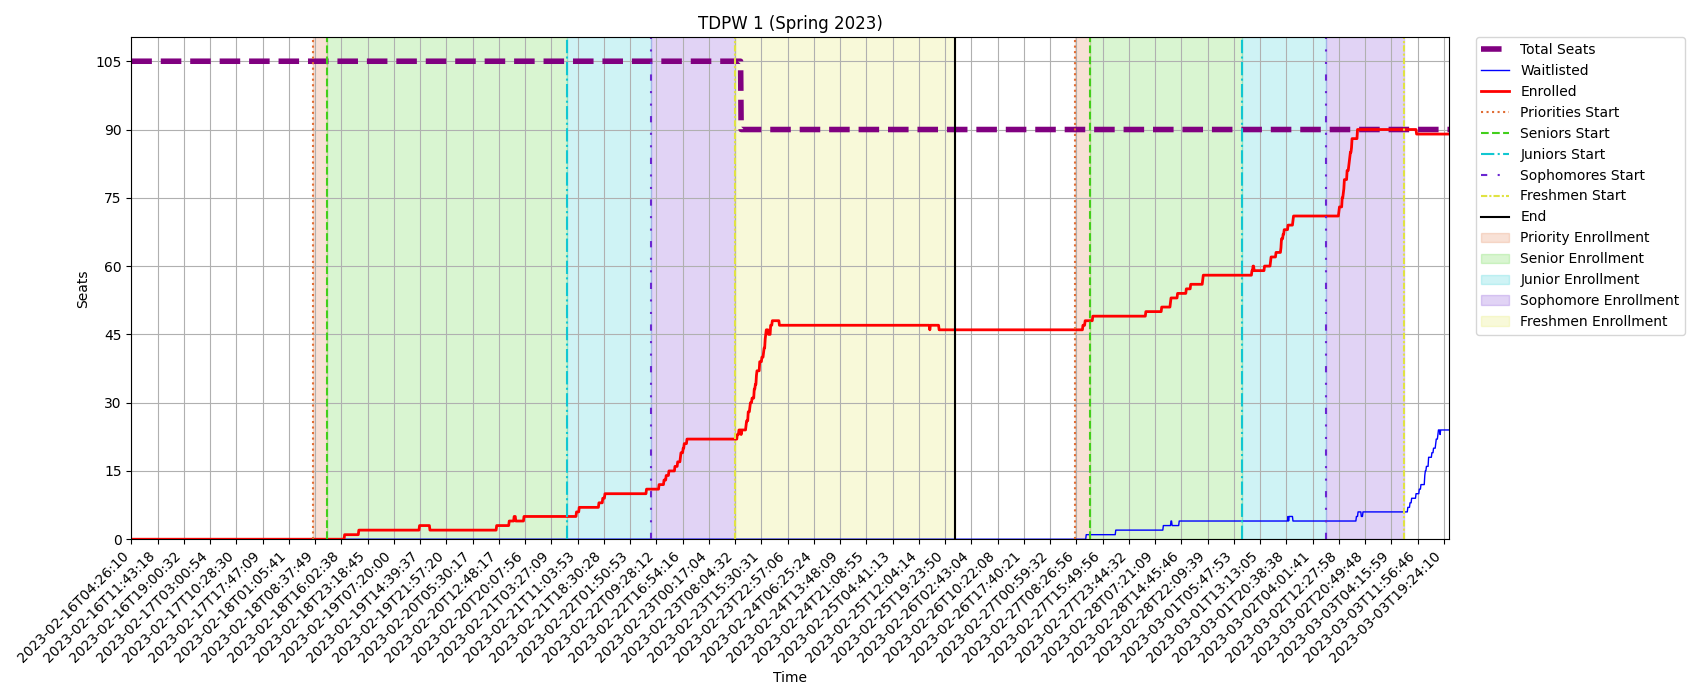 TDPW 1 (Spring 2023)
105
90
75
60
45
30
15
0
Seats
2023-02-16T04:26:10
2023-02-16T11:43:18
2023-02-16T19:00:32
2023-02-17T03:00:54
2023-02-17T10:28:30
2023-02-17T17:47:09
2023-02-18T01:05:41
2023-02-18T08:37:49
2023-02-18T16:02:38
2023-02-18T23:18:45
2023-02-19T07:20:00
2023-02-19T14:39:37
2023-02-19T21:57:20
2023-02-20T05:30:17
2023-02-20T12:48:17
2023-02-20T20:07:56
2023-02-21T03:27:09
2023-02-21T11:03:53
2023-02-21T18:30:28
2023-02-22T01:50:53
2023-02-22T09:28:12
2023-02-22T16:54:16
2023-02-23T00:17:04
2023-02-23T08:04:32
2023-02-23T15:30:31
2023-02-23T22:57:06
2023-02-24T06:25:24
2023-02-24T13:48:09
2023-02-24T21:08:55
2023-02-25T04:41:13
2023-02-25T12:04:14
2023-02-25T19:23:50
2023-02-26T02:43:04
2023-02-26T10:22:08
2023-02-26T17:40:21
2023-02-27T00:59:32
2023-02-27T08:26:56
2023-02-27T15:49:56
2023-02-27T23:44:32
2023-02-28T07:21:09
2023-02-28T14:45:46
2023-02-28T22:09:39
2023-03-01T05:47:53
2023-03-01T13:13:05
2023-03-01T20:38:38
2023-03-02T04:01:41
2023-03-02T12:27:58
2023-03-02T20:49:48
2023-03-03T04:15:59
2023-03-03T11:56:46
2023-03-03T19:24:10
Time
Total Seats
Waitlisted
Enrolled
Priorities Start
Seniors Start
Juniors Start
Sophomores Start
Freshmen Start
End
Priority Enrollment
Senior Enrollment
Junior Enrollment
Sophomore Enrollment
Freshmen Enrollment